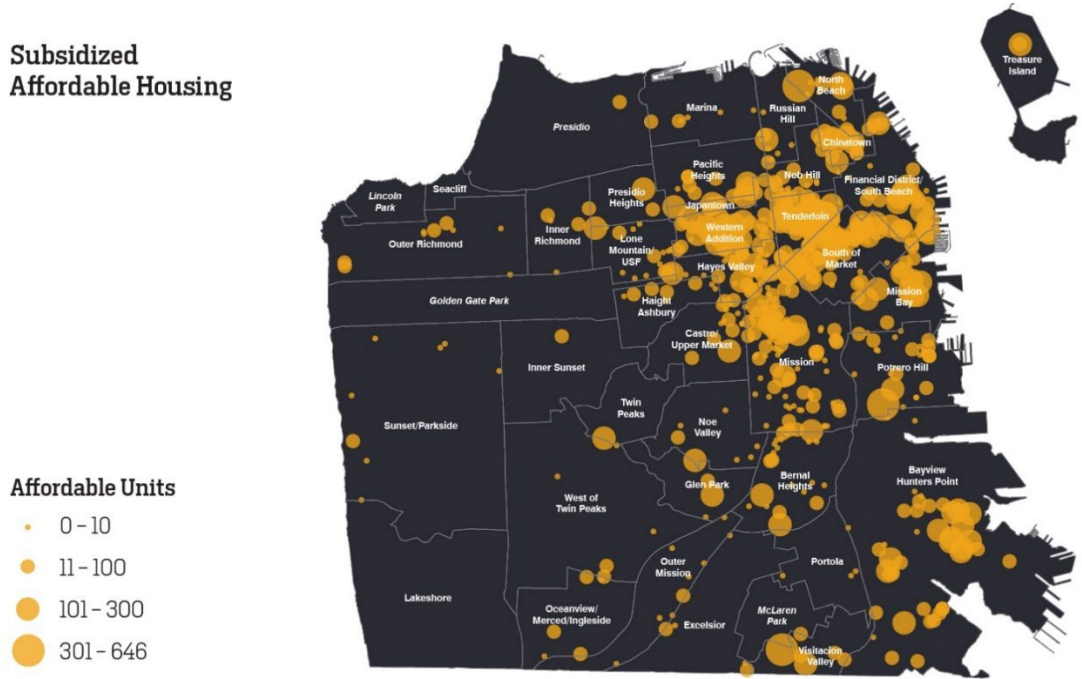 Subsidized
Affordable Housing
Treasure
Island
North
Beach
Marina
Russian
Hill
Presidio
Chinatown
Pacific
Heights
Nob Hill
Financial District/
South Beach
Lincoln
Park
Seacliff
Presidio
Heights
Japantown
Tenderloin
Western
Addition
Outer Richmond
Inner
Richmond
Lone
Mountain/
USF
South of
Market
Hayes Valley
Mission
Bay
Golden Gate Park
Haight
Ashbury
Castro/
Upper Market
Inner Sunset
Mission
Potrero Hill
Twin
Peaks
Sunset/Parkside
Noe
Valley
Bayview
Hunters Point
Glen Park
Bernal
Heights
West of
Twin Peaks
Outer
Mission
Portola
Lakeshore
Oceanview/
Merced/Ingleside
McLaren
Park
Excelsior
Visitacion
Valley
Affordable Units
0 – 10
11 – 100
101 – 300
301 – 646